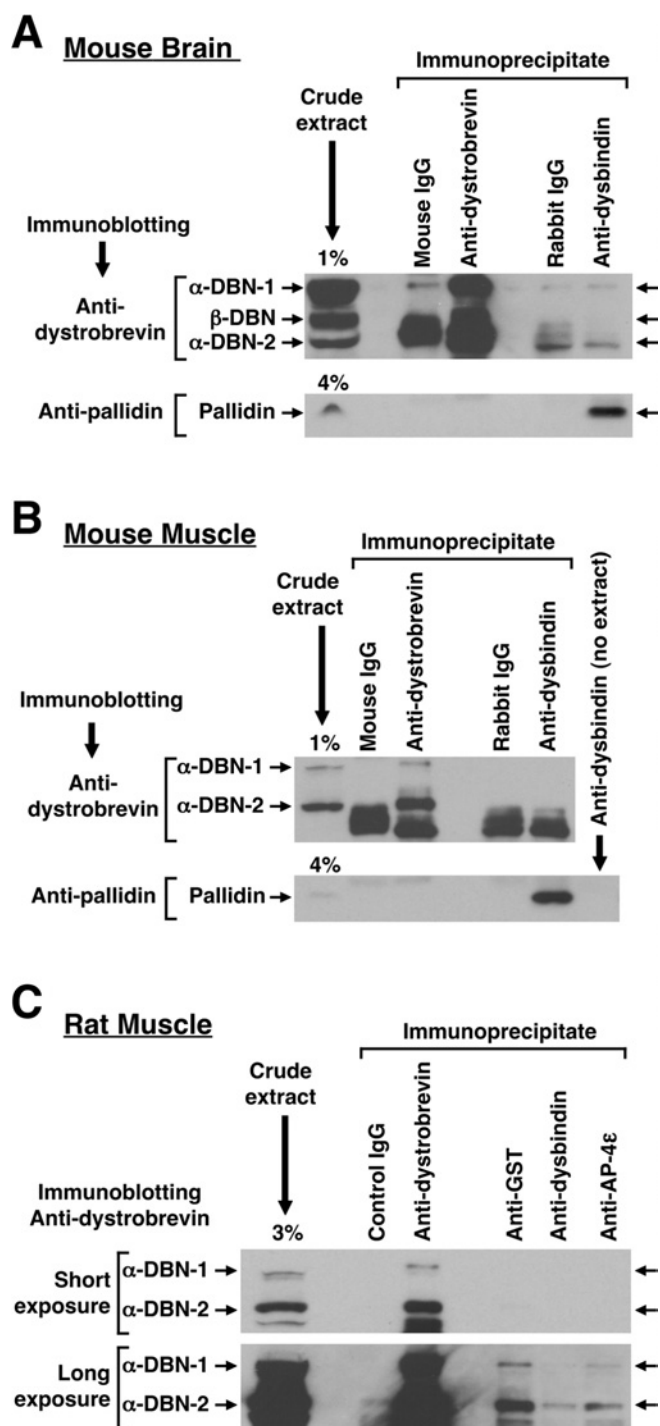 A Mouse Brain
Immunoprecipitate
Crude
extract
Mouse IgG
Anti-dystrobrevin
Rabbit IgG
Anti-dysbindin
Immunoblotting
1%
Anti-
dystrobrevin
α-DBN-1
β-DBN
α-DBN-2
4%
Anti-pallidin Pallidin
B Mouse Muscle
Immunoprecipitate
Crude
extract
Mouse IgG
Anti-dystrobrevin
Rabbit IgG
Anti-dysbindin
Anti-dysbindin (no extract)
Immunoblotting
1%
Anti-
dystrobrevin
α-DBN-1
α-DBN-2
4%
Anti-pallidin Pallidin
C Rat Muscle
Immunoprecipitate
Crude
extract
Control IgG
Anti-dystrobrevin
Anti-GST
Anti-dysbindin
Anti-AP-4ε
Immunoblotting
Anti-dystrobrevin
3%
Short
exposure
α-DBN-1
α-DBN-2
Long
exposure
α-DBN-1
α-DBN-2